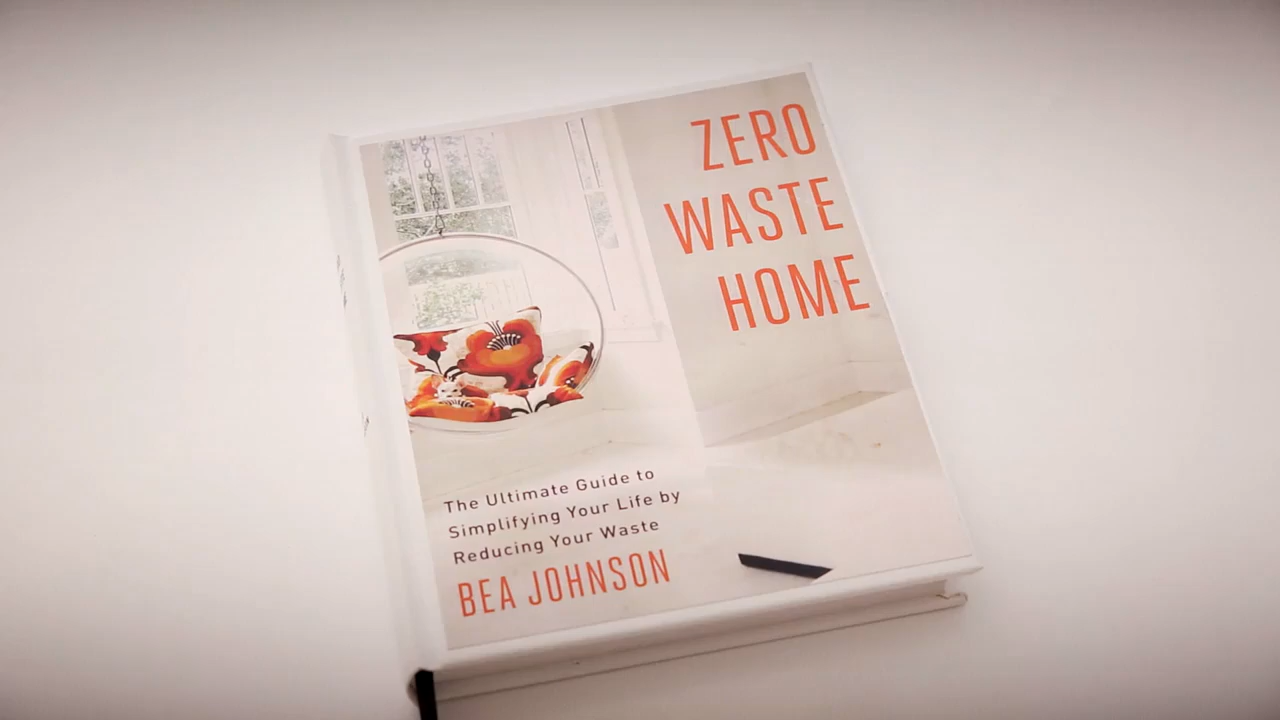 ZERO
WASTE
HOME
The Ultimate Guide to
Simplifying Your Life by
Reducing Your Waste
BEA JOHNSON